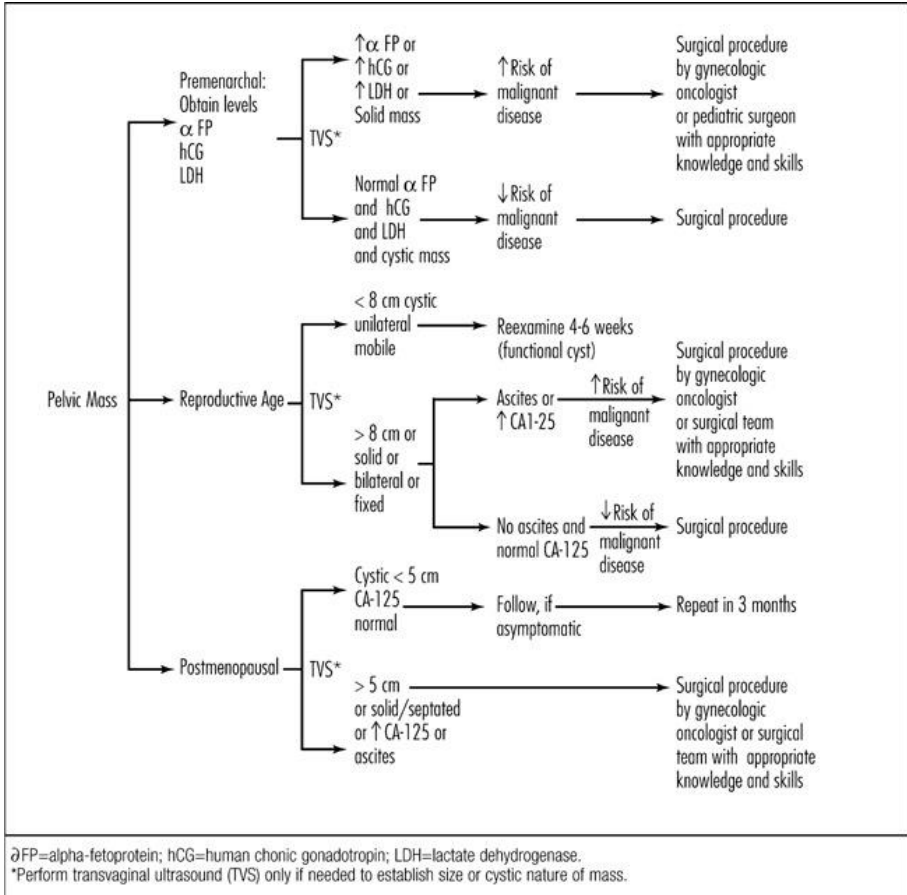 Premenarchal:
Obtain levels
α FP
hCG
LDH
TVS*
↑α FP or
↑hCG or
↑LDH or
Solid mass
↑Risk of
malignant
disease
Surgical procedure
by gynecologic
oncologist
or pediatric surgeon
with appropriate
knowledge and skills
Normal α FP
and hCG
and LDH
and cystic mass
↓Risk of
malignant
disease
Surgical procedure
Pelvic Mass
Reproductive Age
TVS*
< 8 cm cystic
unilateral
mobile
Reexamine 4-6 weeks
(functional cyst)
> 8 cm or
solid or
bilateral or
fixed
Ascites or
↑CA1-25
↑Risk of
malignant
disease
Surgical procedure
by gynecologic
oncologist
or surgical team
with appropriate
knowledge and skills
No ascites and
normal CA-125
↓Risk of
malignant
disease
Surgical procedure
Postmenopausal
TVS*
Cystic < 5 cm
CA-125
normal
Follow, if
asymptomatic
Repeat in 3 months
> 5 cm
or solid/septated
or ↑CA-125 or
ascites
Surgical procedure
by gynecologic
oncologist or surgical
team with appropriate
knowledge and skills
∂FP=alpha-fetoprotein; hCG=human chonic gonadotropin; LDH=lactate dehydrogenase.
*Perform transvaginal ultrasound (TVS) only if needed to establish size or cystic nature of mass.